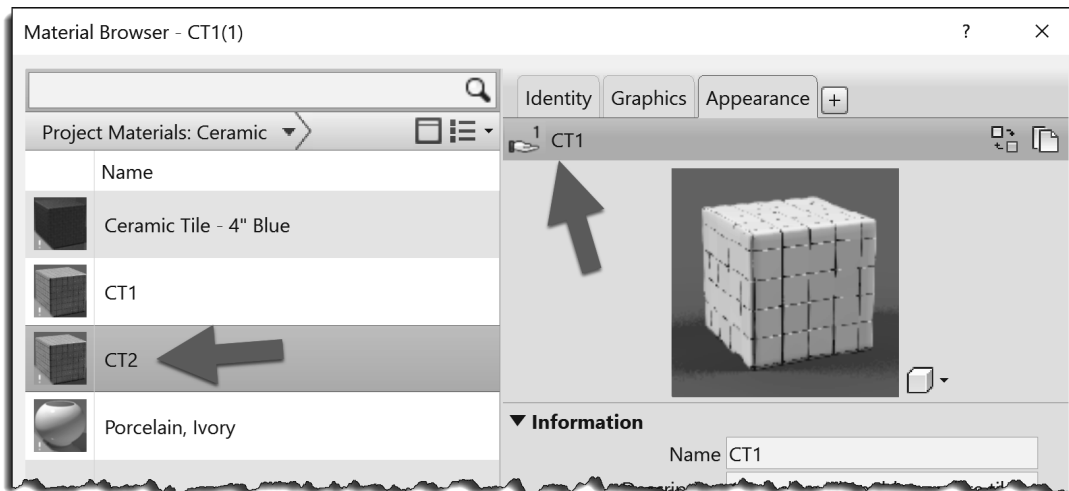 Material Browser - CT1(1)
?
Identity
Graphics
Appearance
+
Project Materials: Ceramic
1
CT1
Name
Ceramic Tile - 4" Blue
CT1
CT2
Porcelain, Ivory
Information
Name CT1